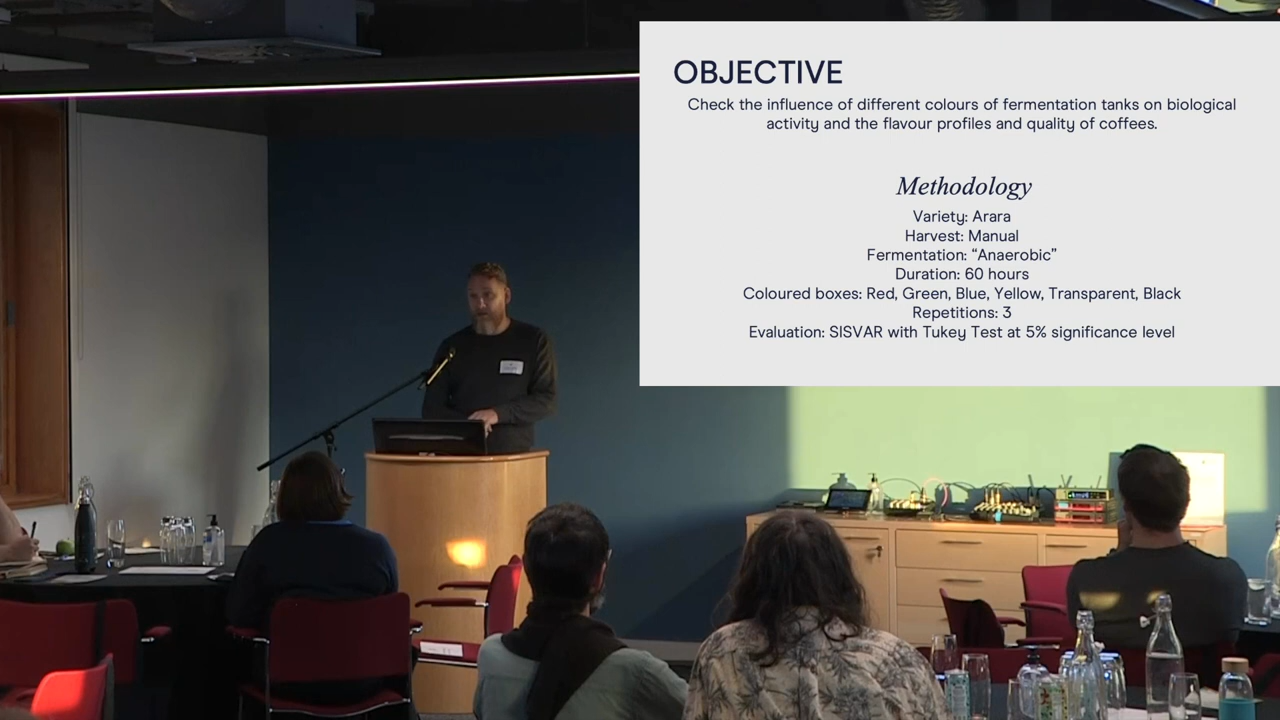 OBJECTIVE
Check the influence of different colours of fermentation tanks on biological
activity and the flavour profiles and quality of coffees.
Methodology
Variety: Arara
Harvest: Manual
Fermentation: “Anaerobic”
Duration: 60 hours
Coloured boxes: Red, Green, Blue, Yellow, Transparent, Black
Repetitions: 3
Evaluation: SISVAR with Tukey Test at 5% significance level